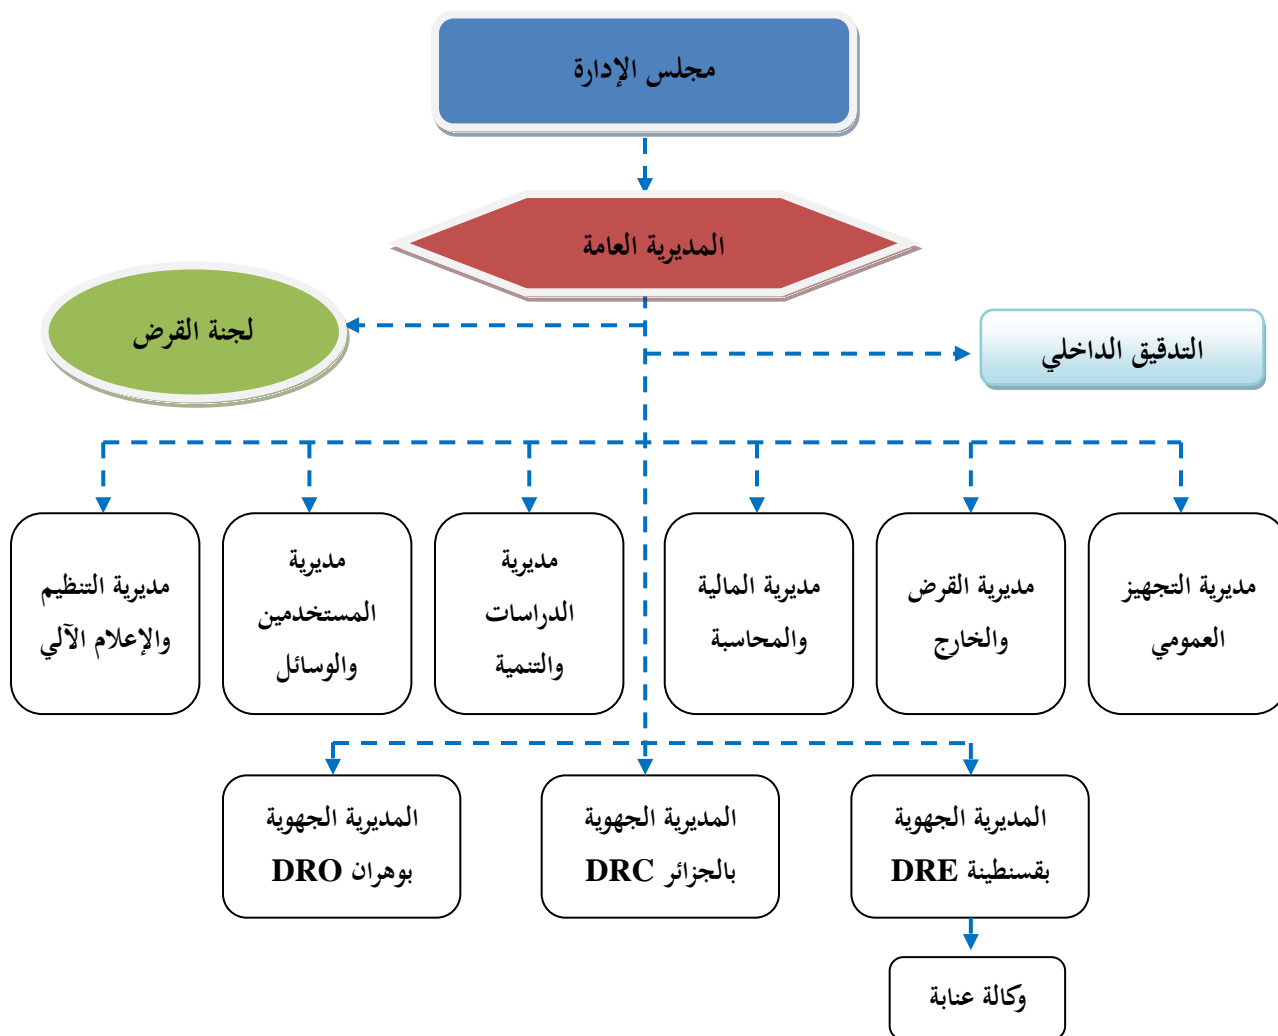 مجلس الإدارة
المديرية العامة
لجنة القرض
التدقيق الداخلي
مديرية التجهيز
العمومي
مديرية القرض
والخارج
مديرية المالية
والمحاسبة
مديرية
الدراسات
والتنمية
مديرية
المستخدمين
والوسائل
مديرية التنظيم
والإعلام الآلي
المديرية الجهوية
بقسنطينة DRE
المديرية الجهوية
بالجزائر DRC
المديرية الجهوية
بوهران DRO
وكالة عنابة